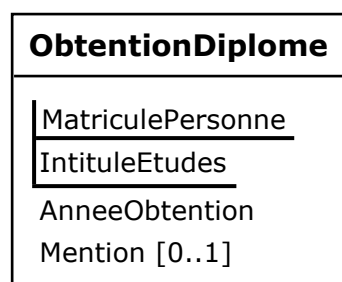 ObtentionDiplome
MatriculePersonne
IntituleEtudes
AnneeObtention
Mention [0..1]